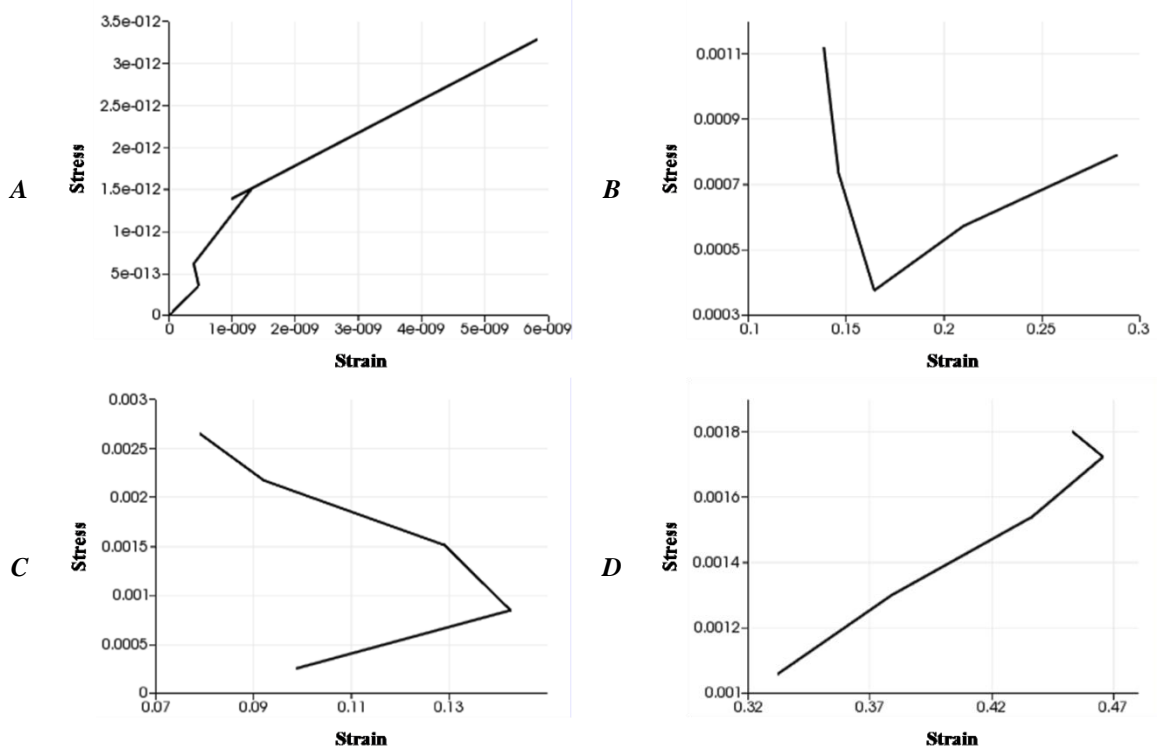 A
Stress
3.5e-012
3e-012
2.5e-012
2e-012
1.5e-012
1e-012
5e-013
0
0 1e-009 2e-009 3e-009 4e-009 5e-009 6e-009
Strain
B
Stress
0.0011
0.0009
0.0007
0.0005
0.0003
0.1 0.15 0.2 0.25 0.3
Strain
C
Stress
0.003
0.0025
0.002
0.0015
0.001
0.0005
0
0.07 0.09 0.11 0.13
Strain
D
Stress
0.0018
0.0016
0.0014
0.0012
0.001
0.32 0.37 0.42 0.47
Strain